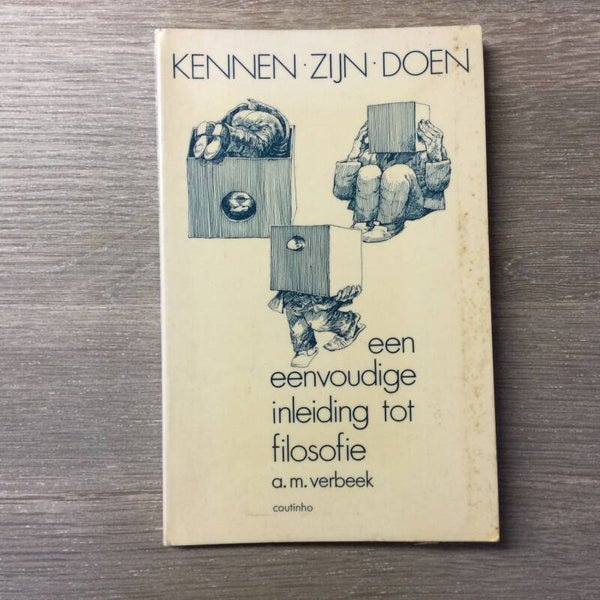 KENNEN · ZIJN · DOEN
een
eenvoudige
inleiding tot
filosofie
a. m. verbeek
coutinho